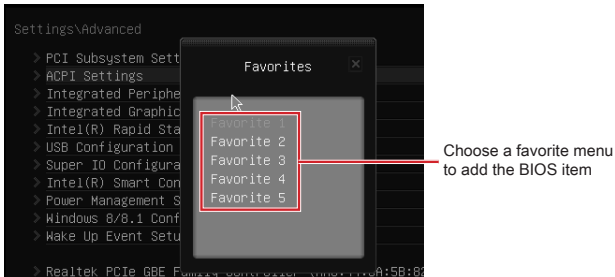 Settings\Advanced
PCI Subsystem Sett
ACPI Settings
Integrated Periphe
Integrated Graphic
Intel(R) Rapid Sta
USB Configuration
Super IO Configura
Intel(R) Smart Con
Power Management S
Windows 8/8.1 Conf
Wake Up Event Setu
Realtek PCIe GBE Family Controller
Favorites
Favorite 1
Favorite 2
Favorite 3
Favorite 4
Favorite 5
Choose a favorite menu
to add the BIOS item